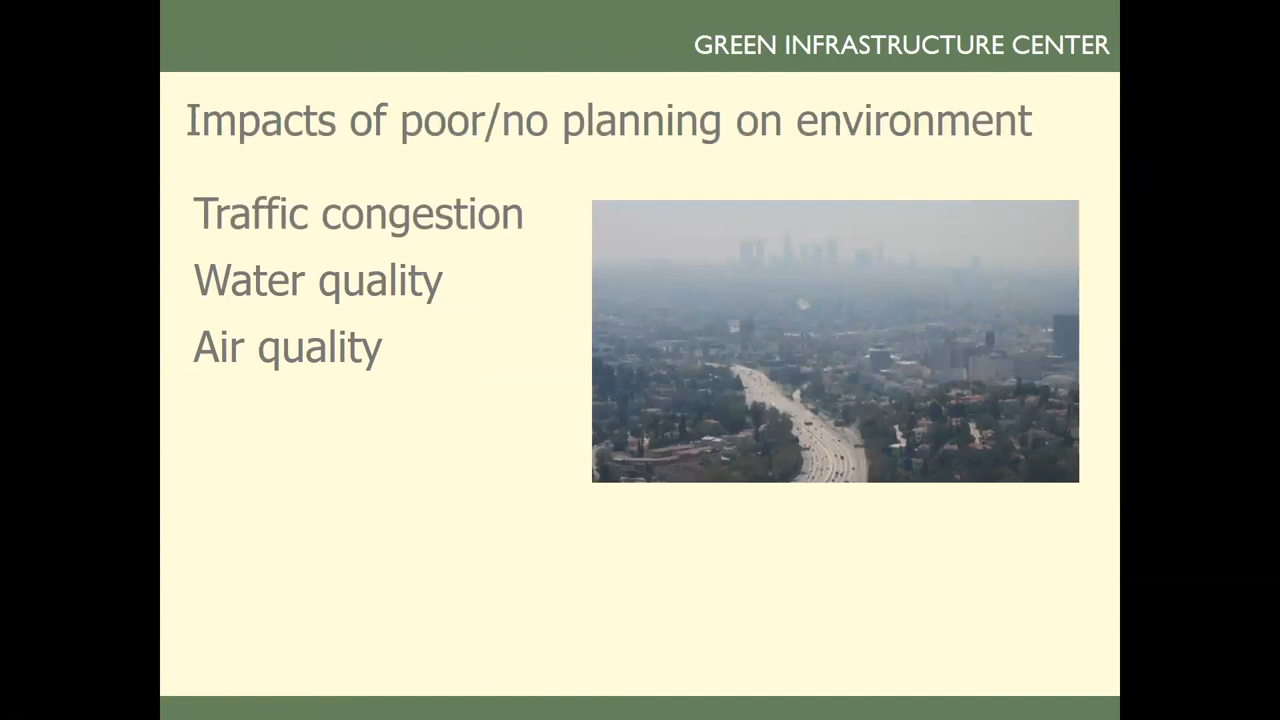 GREEN INFRASTRUCTURE CENTER
Impacts of poor/no planning on environment
Traffic congestion
Water quality
Air quality